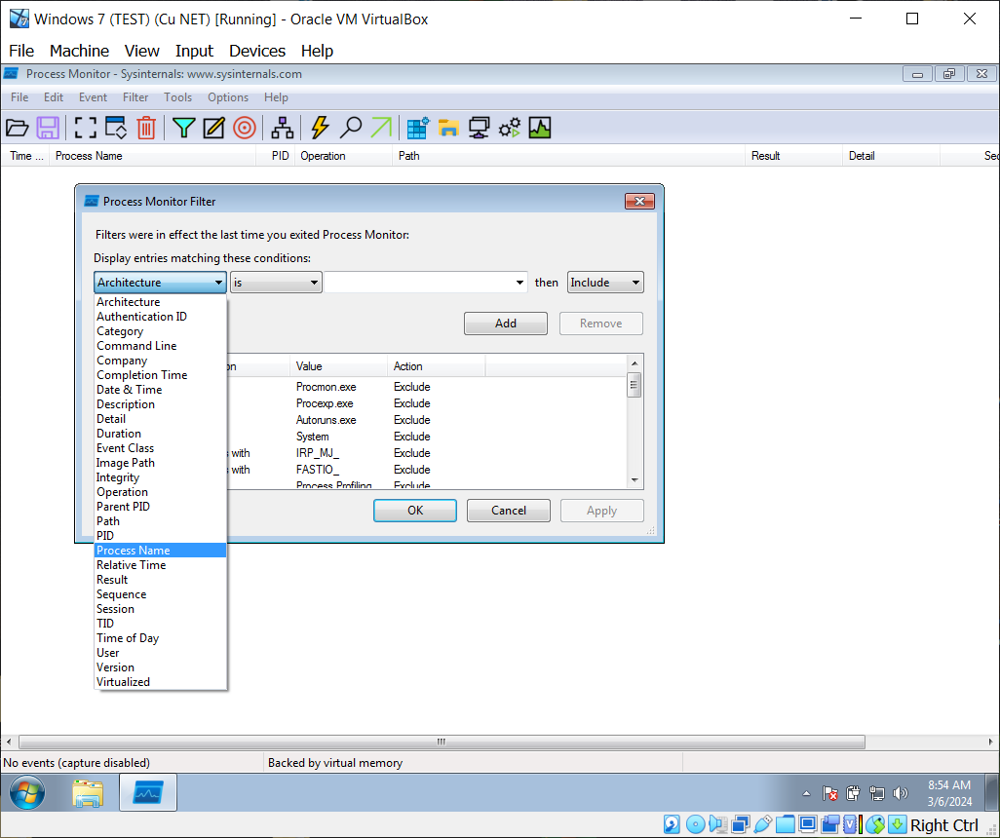 Windows 7 (TEST) (Cu NET) [Running] - Oracle VM VirtualBox
File Machine View Input Devices Help
Process Monitor - Sysinternals: www.sysinternals.com
File Edit Event Filter Tools Options Help
Time ... Process Name PID Operation Path Result Detail Sec
Process Monitor Filter
Filters were in effect the last time you exited Process Monitor:
Display entries matching these conditions:
Architecture is then Include
Add Remove
on Value Action
Procmon.exe Exclude
Procexp.exe Exclude
Autoruns.exe Exclude
System Exclude
s with IRP_MJ_ Exclude
s with FASTIO_ Exclude
Process Profiling Exclude
OK Cancel Apply
Architecture
Authentication ID
Category
Command Line
Company
Completion Time
Date & Time
Description
Detail
Duration
Event Class
Image Path
Integrity
Operation
Parent PID
Path
PID
Process Name
Relative Time
Result
Sequence
Session
TID
Time of Day
User
Version
Virtualized
No events (capture disabled) Backed by virtual memory
8:54 AM
3/6/2024
Right Ctrl